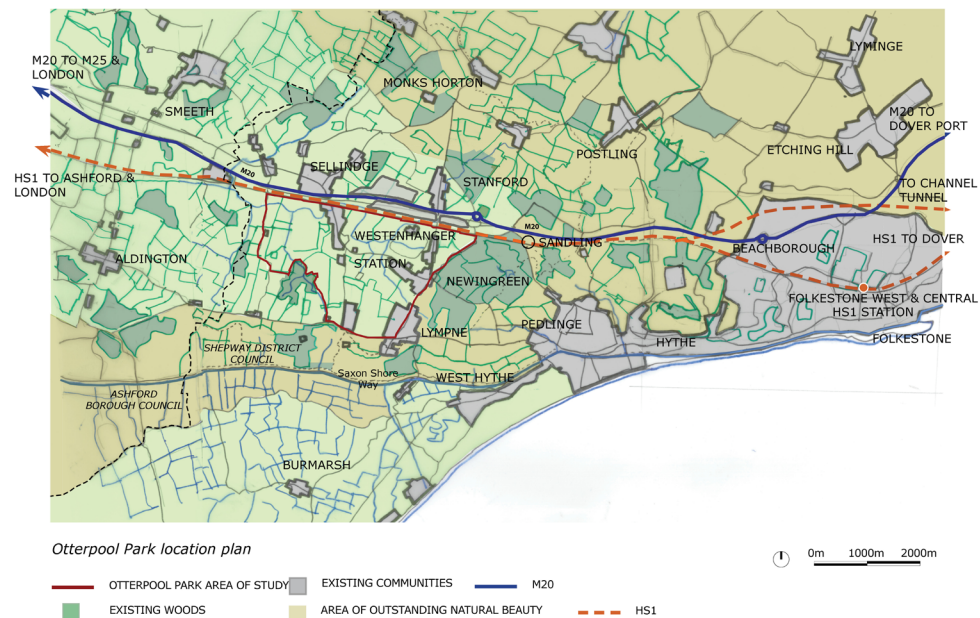 LYMINGE
M20 TO M25 &
LONDON
MONKS HORTON
SMEETH
M20 TO
DOVER PORT
ETCHING HILL
POSTLING
SELLINDGE
M20
STANFORD
HS1 TO ASHFORD &
LONDON
TO CHANNEL
TUNNEL
M20
WESTENHANGER
STATION
SANDLING
BEACHBOROUGH
HS1 TO DOVER
ALDINGTON
NEWINGREEN
FOLKESTONE WEST & CENTRAL
HS1 STATION
PEDLINGE
LYMPNE
FOLKESTONE
HYTHE
SHEPWAY DISTRICT
COUNCIL
Saxon Shore
Way
WEST HYTHE
ASHFORD
BOROUGH COUNCIL
BURMARSH
Otterpool Park location plan
0m 1000m 2000m
OTTERPOOL PARK AREA OF STUDY
EXISTING COMMUNITIES
M20
EXISTING WOODS
AREA OF OUTSTANDING NATURAL BEAUTY
HS1